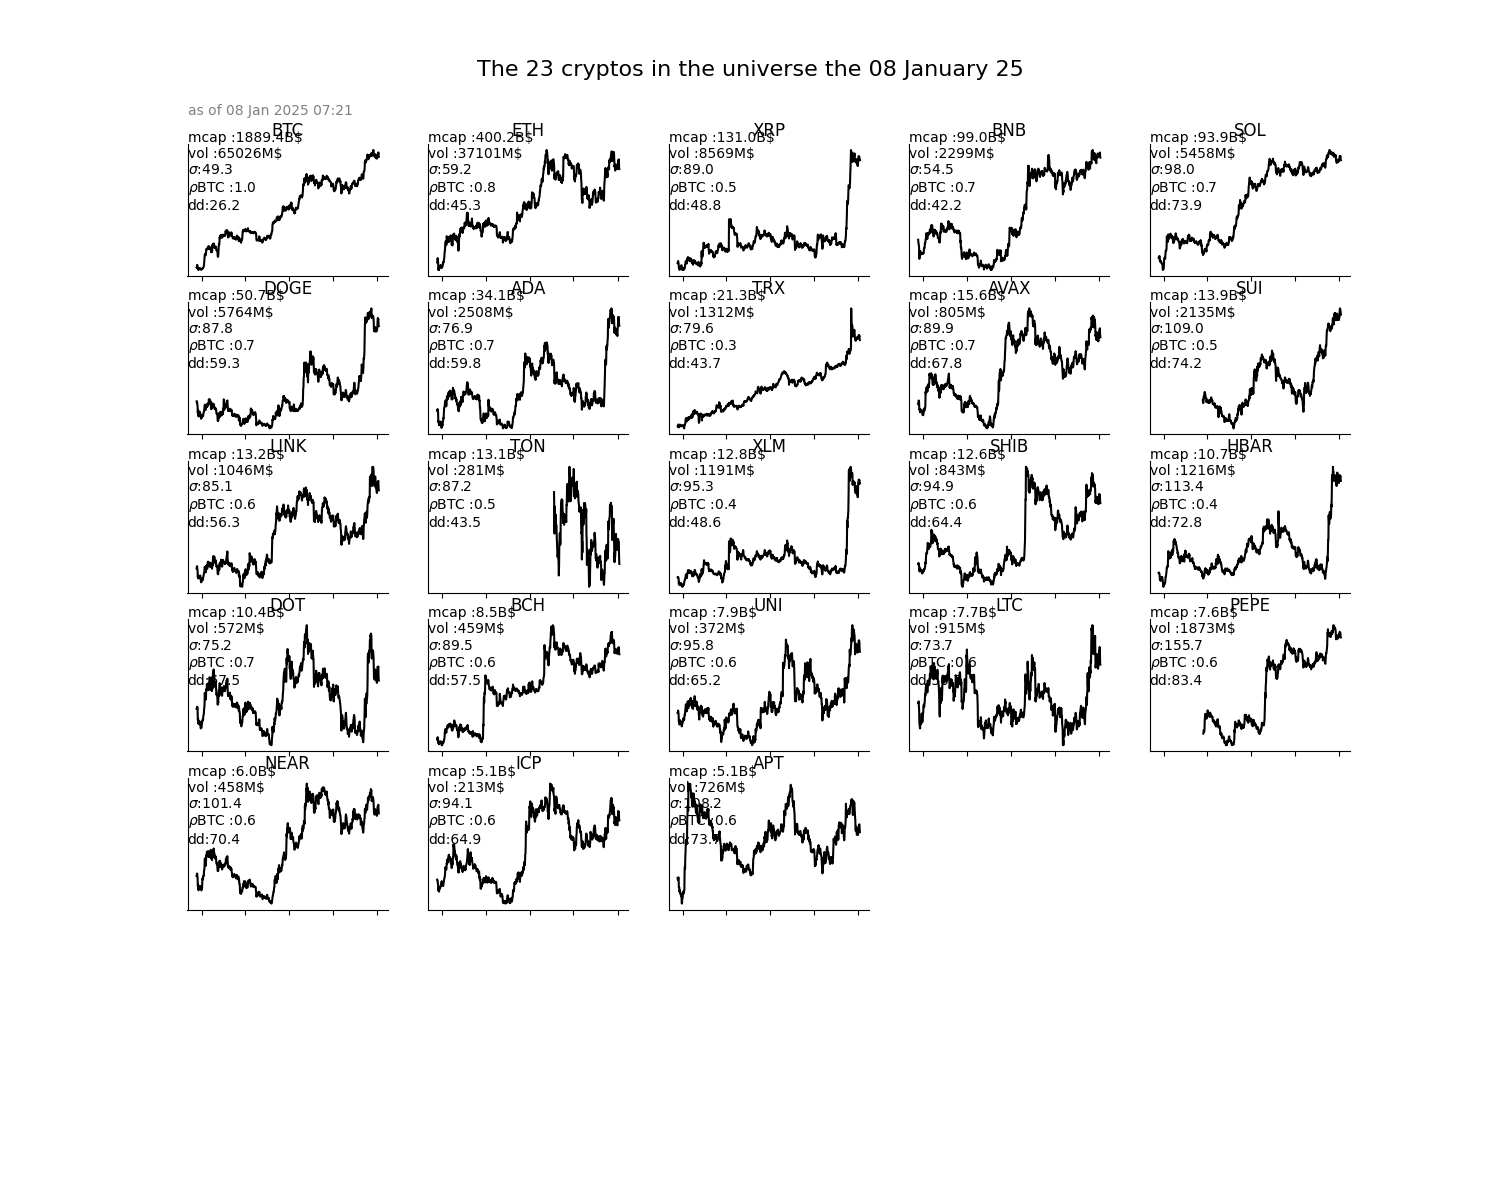 The 23 cryptos in the universe the 08 January 25
as of 08 Jan 2025 07:21
BTC
mcap :1889.4B$
vol :65026M$
σ:49.3
ρBTC :1.0
dd:26.2
ETH
mcap :400.2B$
vol :37101M$
σ:59.2
ρBTC :0.8
dd:45.3
XRP
mcap :131.0B$
vol :8569M$
σ:89.0
ρBTC :0.5
dd:48.8
BNB
mcap :99.0B$
vol :2299M$
σ:54.5
ρBTC :0.7
dd:42.2
SOL
mcap :93.9B$
vol :5458M$
σ:98.0
ρBTC :0.7
dd:73.9
DOGE
mcap :50.7B$
vol :5764M$
σ:87.8
ρBTC :0.7
dd:59.3
ADA
mcap :34.1B$
vol :2508M$
σ:76.9
ρBTC :0.7
dd:59.8
TRX
mcap :21.3B$
vol :1312M$
σ:79.6
ρBTC :0.3
dd:43.7
AVAX
mcap :15.6B$
vol :805M$
σ:89.9
ρBTC :0.7
dd:67.8
SUI
mcap :13.9B$
vol :2135M$
σ:109.0
ρBTC :0.5
dd:74.2
LINK
mcap :13.2B$
vol :1046M$
σ:85.1
ρBTC :0.6
dd:56.3
TON
mcap :13.1B$
vol :281M$
σ:87.2
ρBTC :0.5
dd:43.5
XLM
mcap :12.8B$
vol :1191M$
σ:95.3
ρBTC :0.4
dd:48.6
SHIB
mcap :12.6B$
vol :843M$
σ:94.9
ρBTC :0.6
dd:64.4
HBAR
mcap :10.7B$
vol :1216M$
σ:113.4
ρBTC :0.4
dd:72.8
DOT
mcap :10.4B$
vol :572M$
σ:75.2
ρBTC :0.7
BCH
mcap :8.5B$
vol :459M$
σ:89.5
ρBTC :0.6
dd:57.5
UNI
mcap :7.9B$
vol :372M$
σ:95.8
ρBTC :0.6
dd:65.2
LTC
mcap :7.7B$
vol :915M$
σ:73.7
ρBTC :0.6
PEPE
mcap :7.6B$
vol :1873M$
σ:155.7
ρBTC :0.6
dd:83.4
NEAR
mcap :6.0B$
vol :458M$
σ:101.4
ρBTC :0.6
dd:70.4
ICP
mcap :5.1B$
vol :213M$
σ:94.1
ρBTC :0.6
dd:64.9
APT
mcap :5.1B$
vol :726M$
σ:108.2
ρBTC :0.6